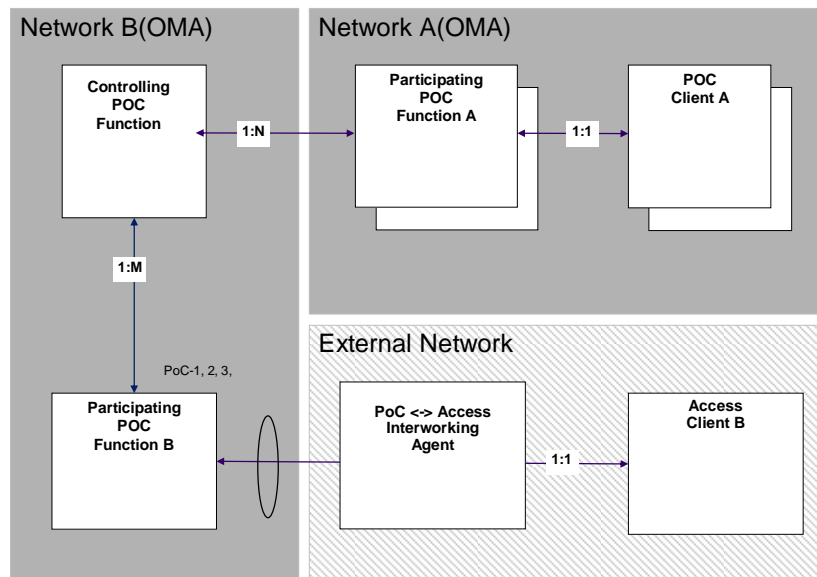 Network B(OMA)
Controlling
POC
Function
1:N
1:M
PoC-1, 2, 3,
Participating
POC
Function B
Network A(OMA)
Participating
POC
Function A
1:1
POC
Client A
External Network
PoC <-> Access
Interworking
Agent
1:1
Access
Client B